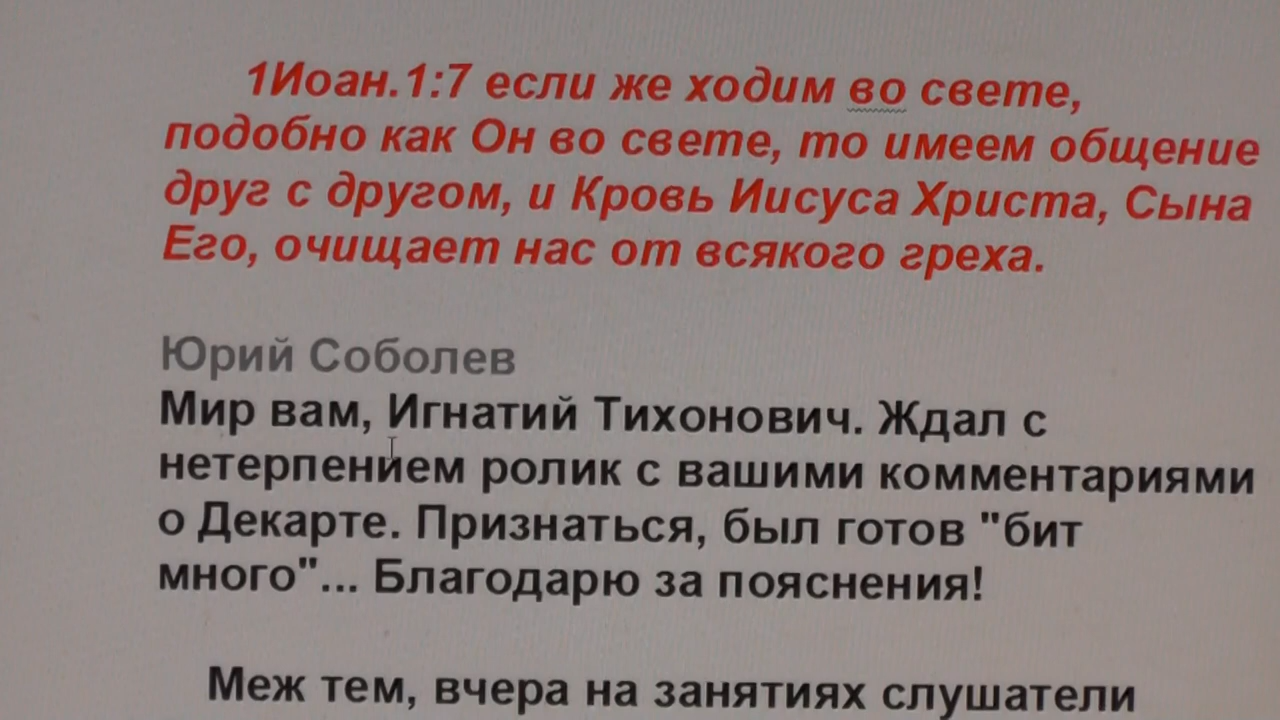 1Иоан.1:7 если же ходим во свете,
подобно как Он во свете, то имеем общение
друг с другом, и Кровь Иисуса Христа, Сына
Его, очищает нас от всякого греха.
Юрий Соболев
Мир вам, Игнатий Тихонович. Ждал с
нетерпением ролик с вашими комментариями
о Декарте. Признаться, был готов "бит
много"... Благодарю за пояснения!
Меж тем, вчера на занятиях слушатели